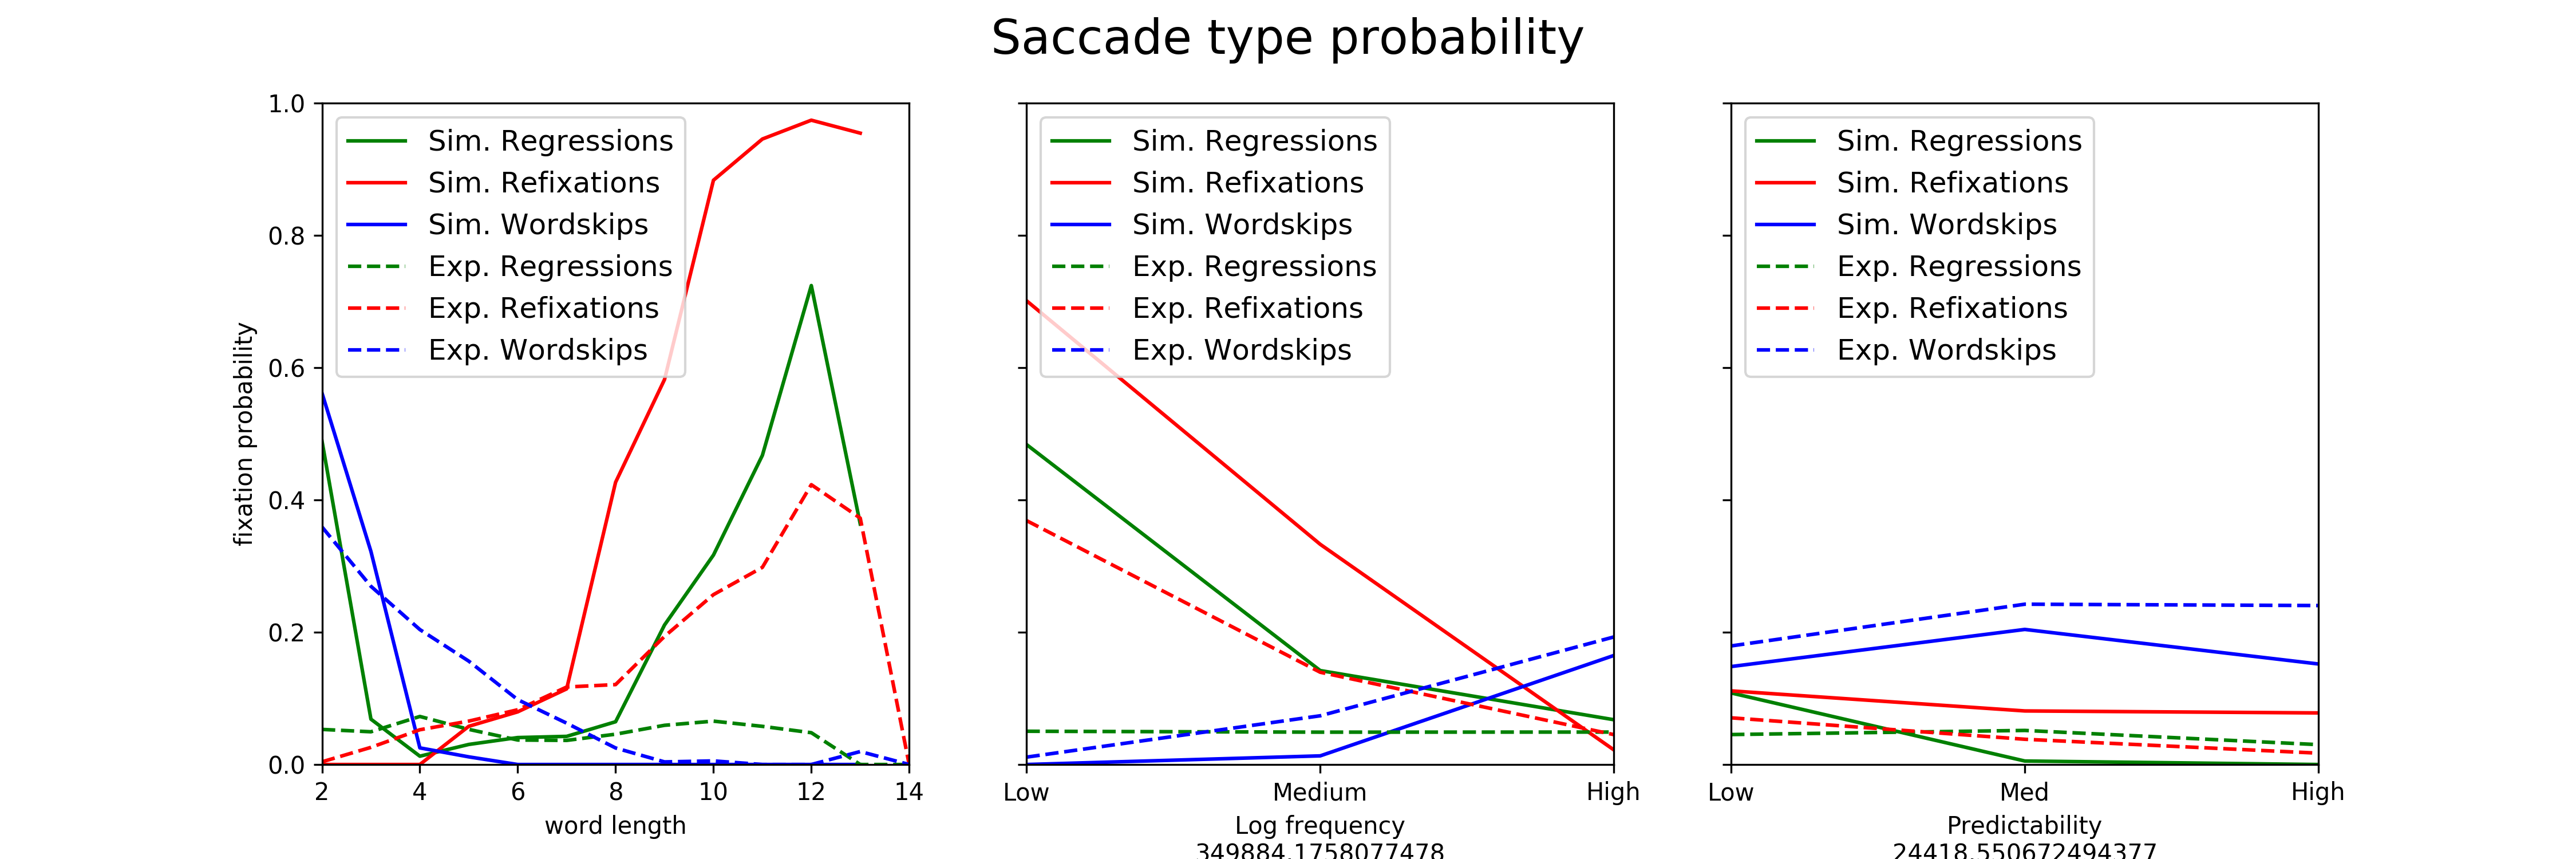 Saccade type probability
1.0
0.8
0.6
0.4
0.2
0.0
fixation probability
Sim. Regressions
Sim. Refixations
Sim. Wordskips
Exp. Regressions
Exp. Refixations
Exp. Wordskips
2 4 6 8 10 12 14
word length
Sim. Regressions
Sim. Refixations
Sim. Wordskips
Exp. Regressions
Exp. Refixations
Exp. Wordskips
Low Medium High
Log frequency
349884.1758077478
Sim. Regressions
Sim. Refixations
Sim. Wordskips
Exp. Regressions
Exp. Refixations
Exp. Wordskips
Low Med High
Predictability
24418.550672494377